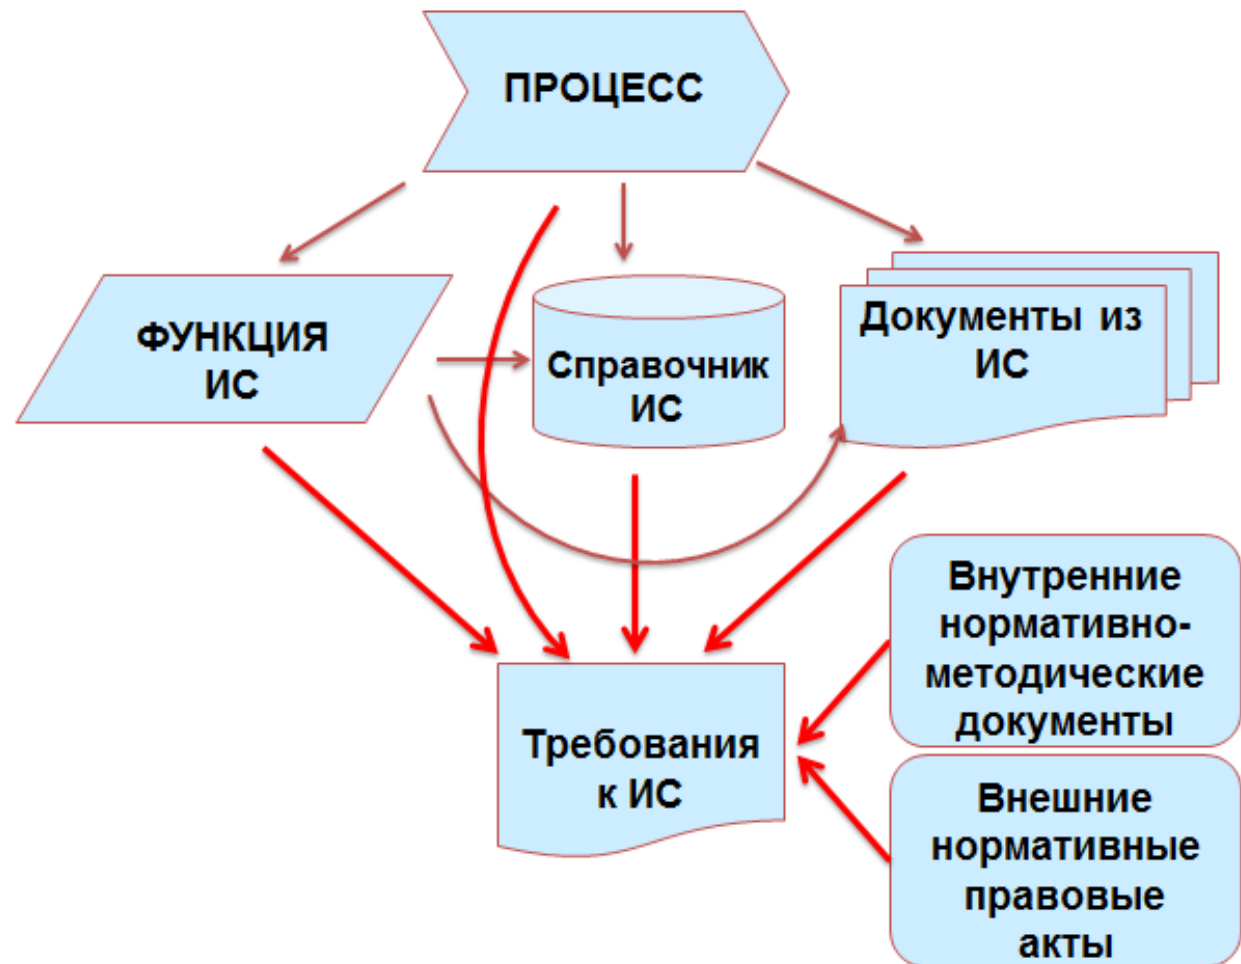 ПРОЦЕСС
ФУНКЦИЯ
ИС
Справочник
ИС
Документы из
ИС
Внутренние
нормативно-
методические
документы
Требования
к ИС
Внешние
нормативные
правовые
акты